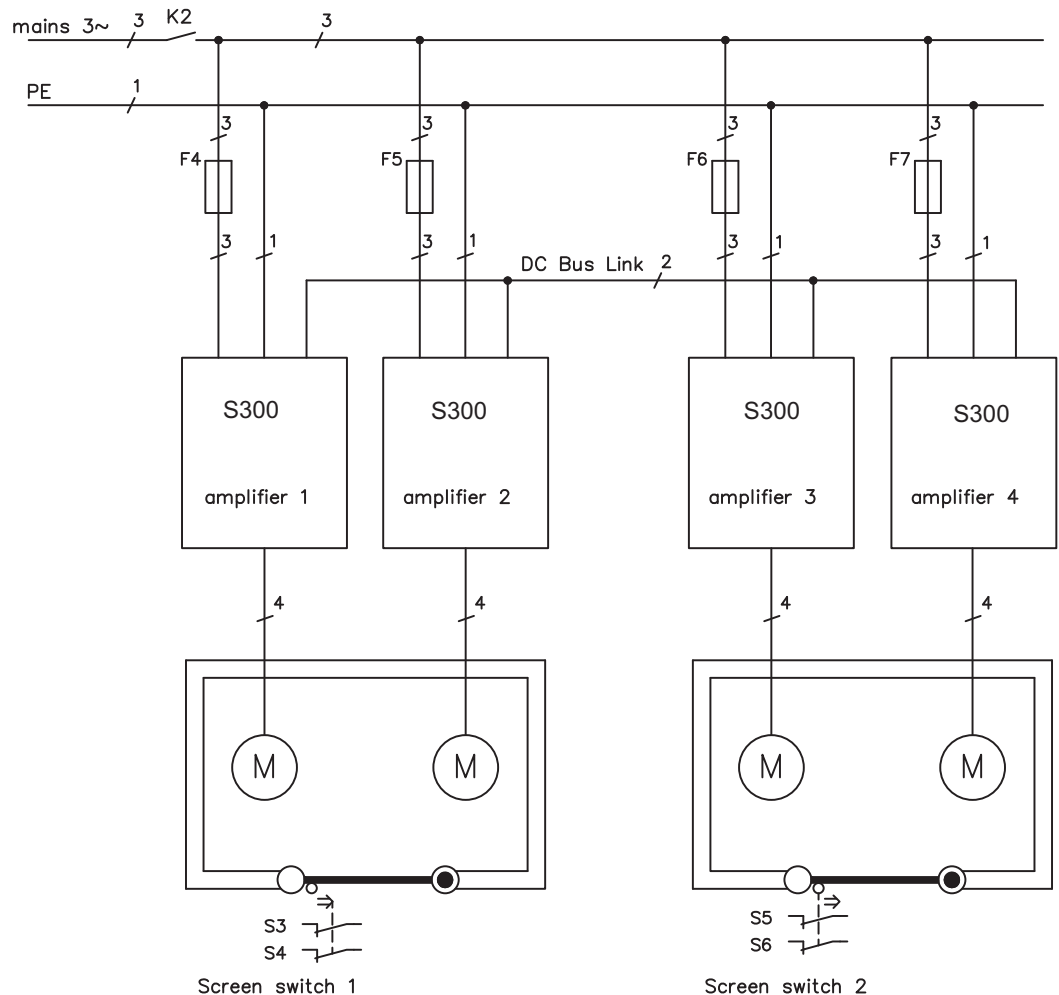 mains 3~ 3 K2 3
PE 1
3 3 3 3
F4 F5 F6 F7
3 1 3 1 3 1 3 1
DC Bus Link 2
S300 S300 S300 S300
amplifier 1 amplifier 2 amplifier 3 amplifier 4
4 4 4 4
M M M M
S3 S5
S4 S6
Screen switch 1 Screen switch 2